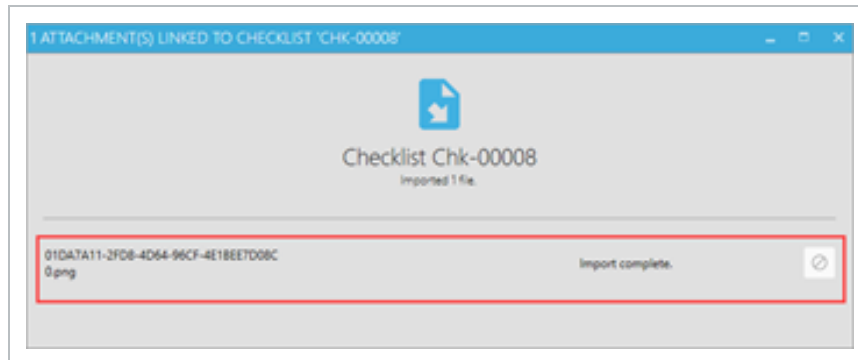 1 ATTACHMENT(S) LINKED TO CHECKLIST 'CHK-00008'
Checklist Chk-00008
Imported 1 file.
01DA7A11-2FD8-4D64-96CF-4E1BEE7D08C
0.png
Import complete.